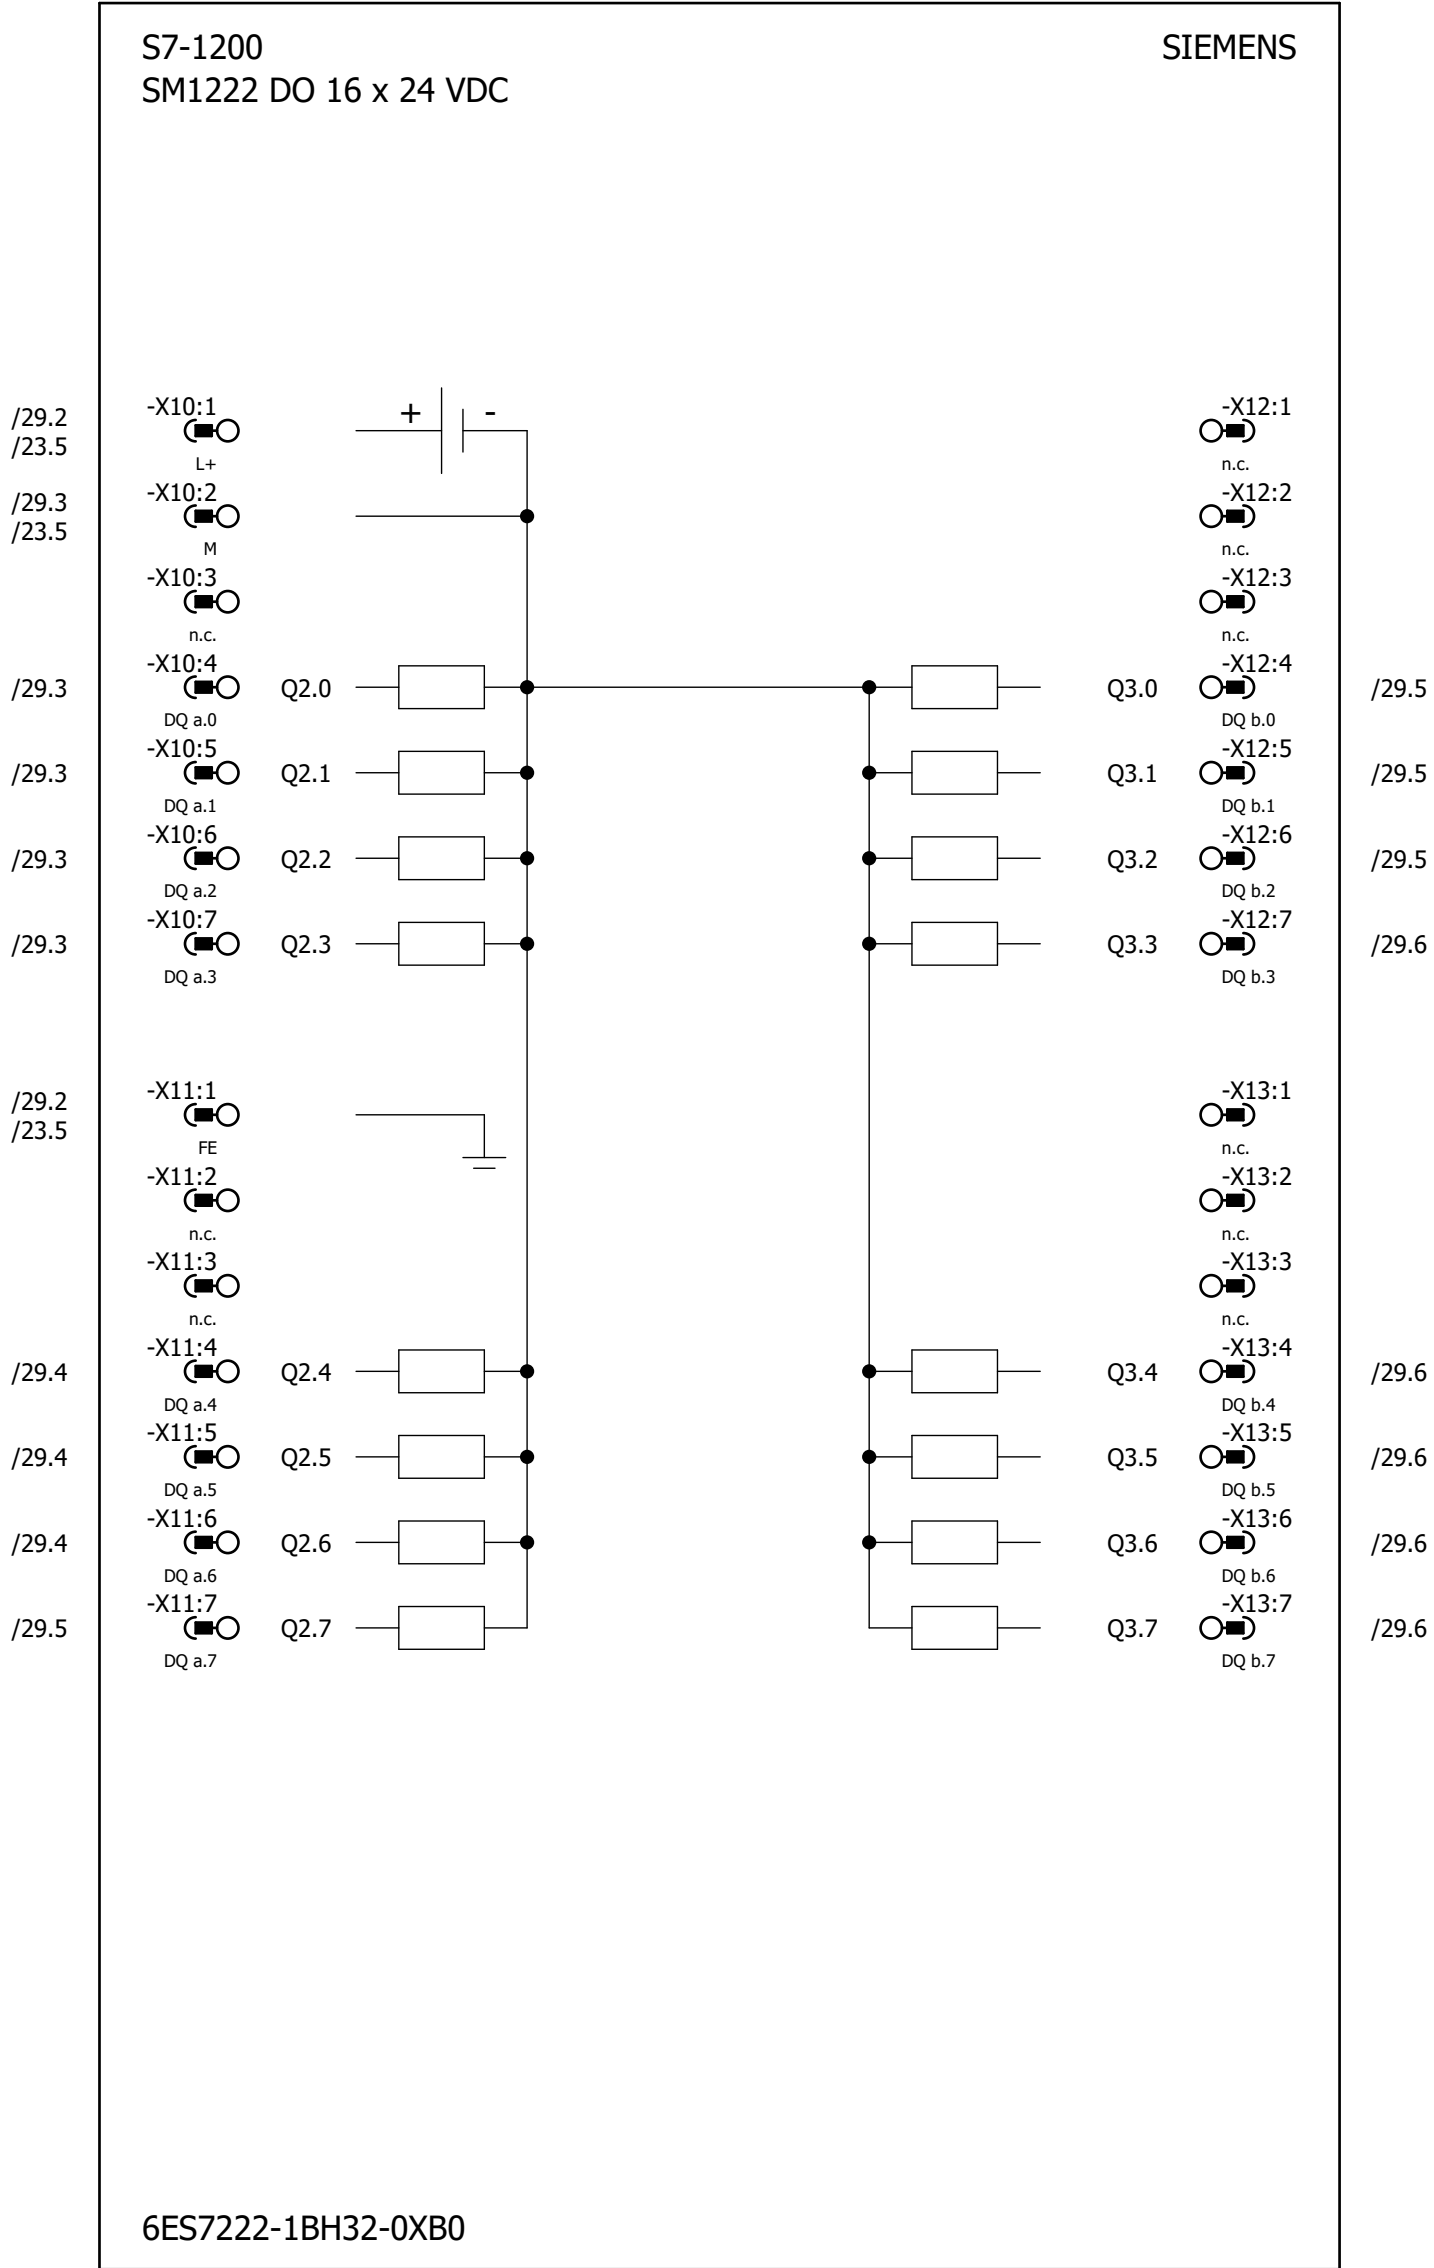 S7-1200 SIEMENS
SM1222 DO 16 x 24 VDC
/29.2 -X10:1 + - -X12:1
/23.5
L+ n.c.
/29.3 -X10:2 -X12:2
/23.5
M n.c.
-X10:3 -X12:3
n.c. n.c.
-X10:4 -X12:4
/29.3 Q2.0 Q3.0 /29.5
DQ a.0 DQ b.0
-X10:5 -X12:5
/29.3 Q2.1 Q3.1 /29.5
DQ a.1 DQ b.1
-X10:6 -X12:6
/29.3 Q2.2 Q3.2 /29.5
DQ a.2 DQ b.2
-X10:7 -X12:7
/29.3 Q2.3 Q3.3 /29.6
DQ a.3 DQ b.3
/29.2 -X11:1 -X13:1
/23.5
FE n.c.
-X11:2 -X13:2
n.c. n.c.
-X11:3 -X13:3
n.c. n.c.
-X11:4 -X13:4
/29.4 Q2.4 Q3.4 /29.6
DQ a.4 DQ b.4
-X11:5 -X13:5
/29.4 Q2.5 Q3.5 /29.6
DQ a.5 DQ b.5
-X11:6 -X13:6
/29.4 Q2.6 Q3.6 /29.6
DQ a.6 DQ b.6
-X11:7 -X13:7
/29.5 Q2.7 Q3.7 /29.6
DQ a.7 DQ b.7
6ES7222-1BH32-0XB0